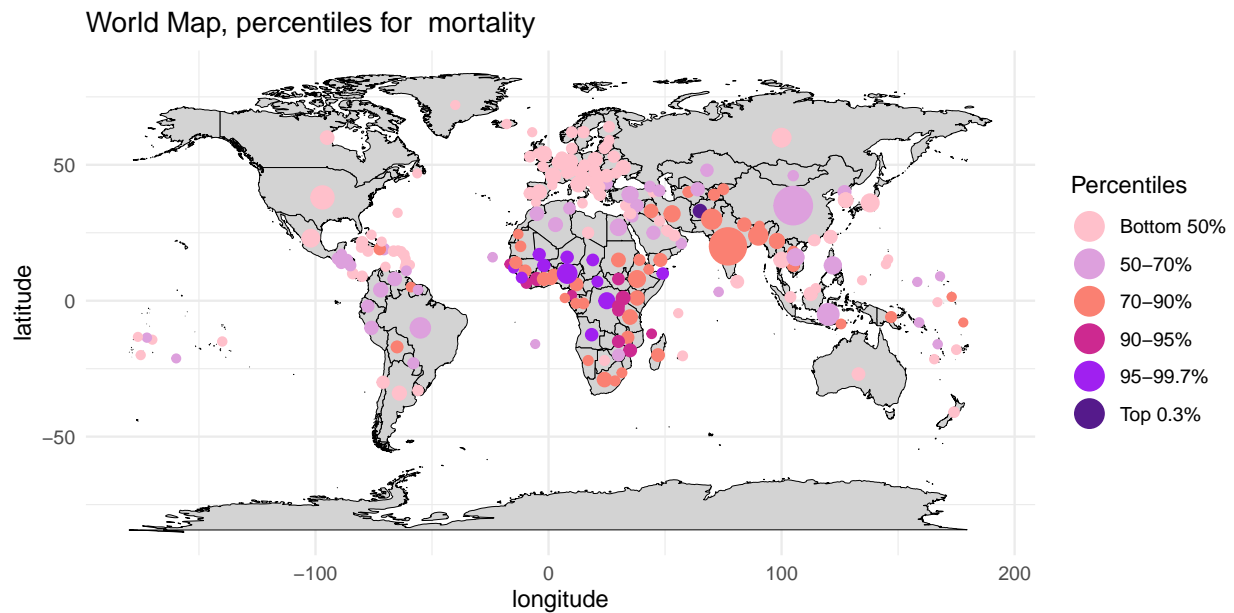 World Map, percentiles for  mortality
50
0
−50
latitude
−100
0
100
200
longitude
Percentiles
Bottom 50%
50−70%
70−90%
90−95%
95−99.7%
Top 0.3%